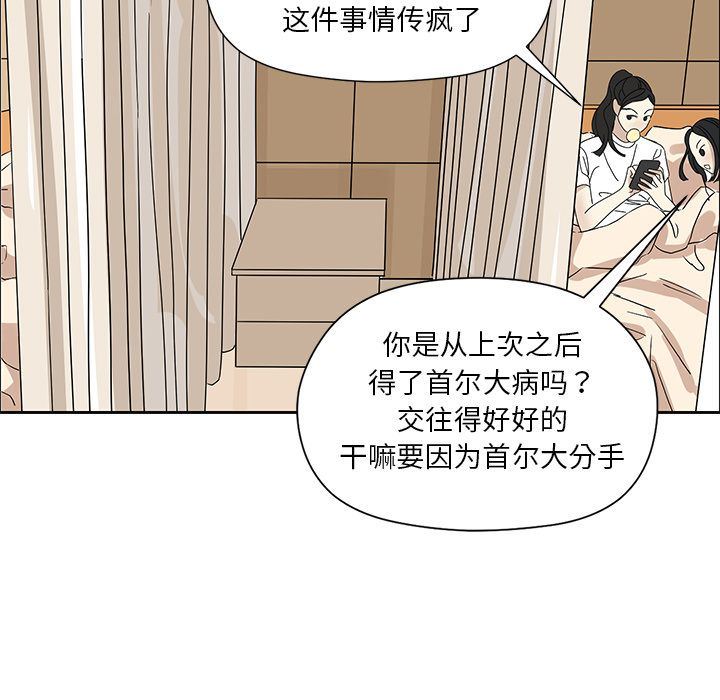 这件事情传疯了
你是从上次之后
得了首尔大病吗？
交往得好好的
干嘛要因为首尔大分手